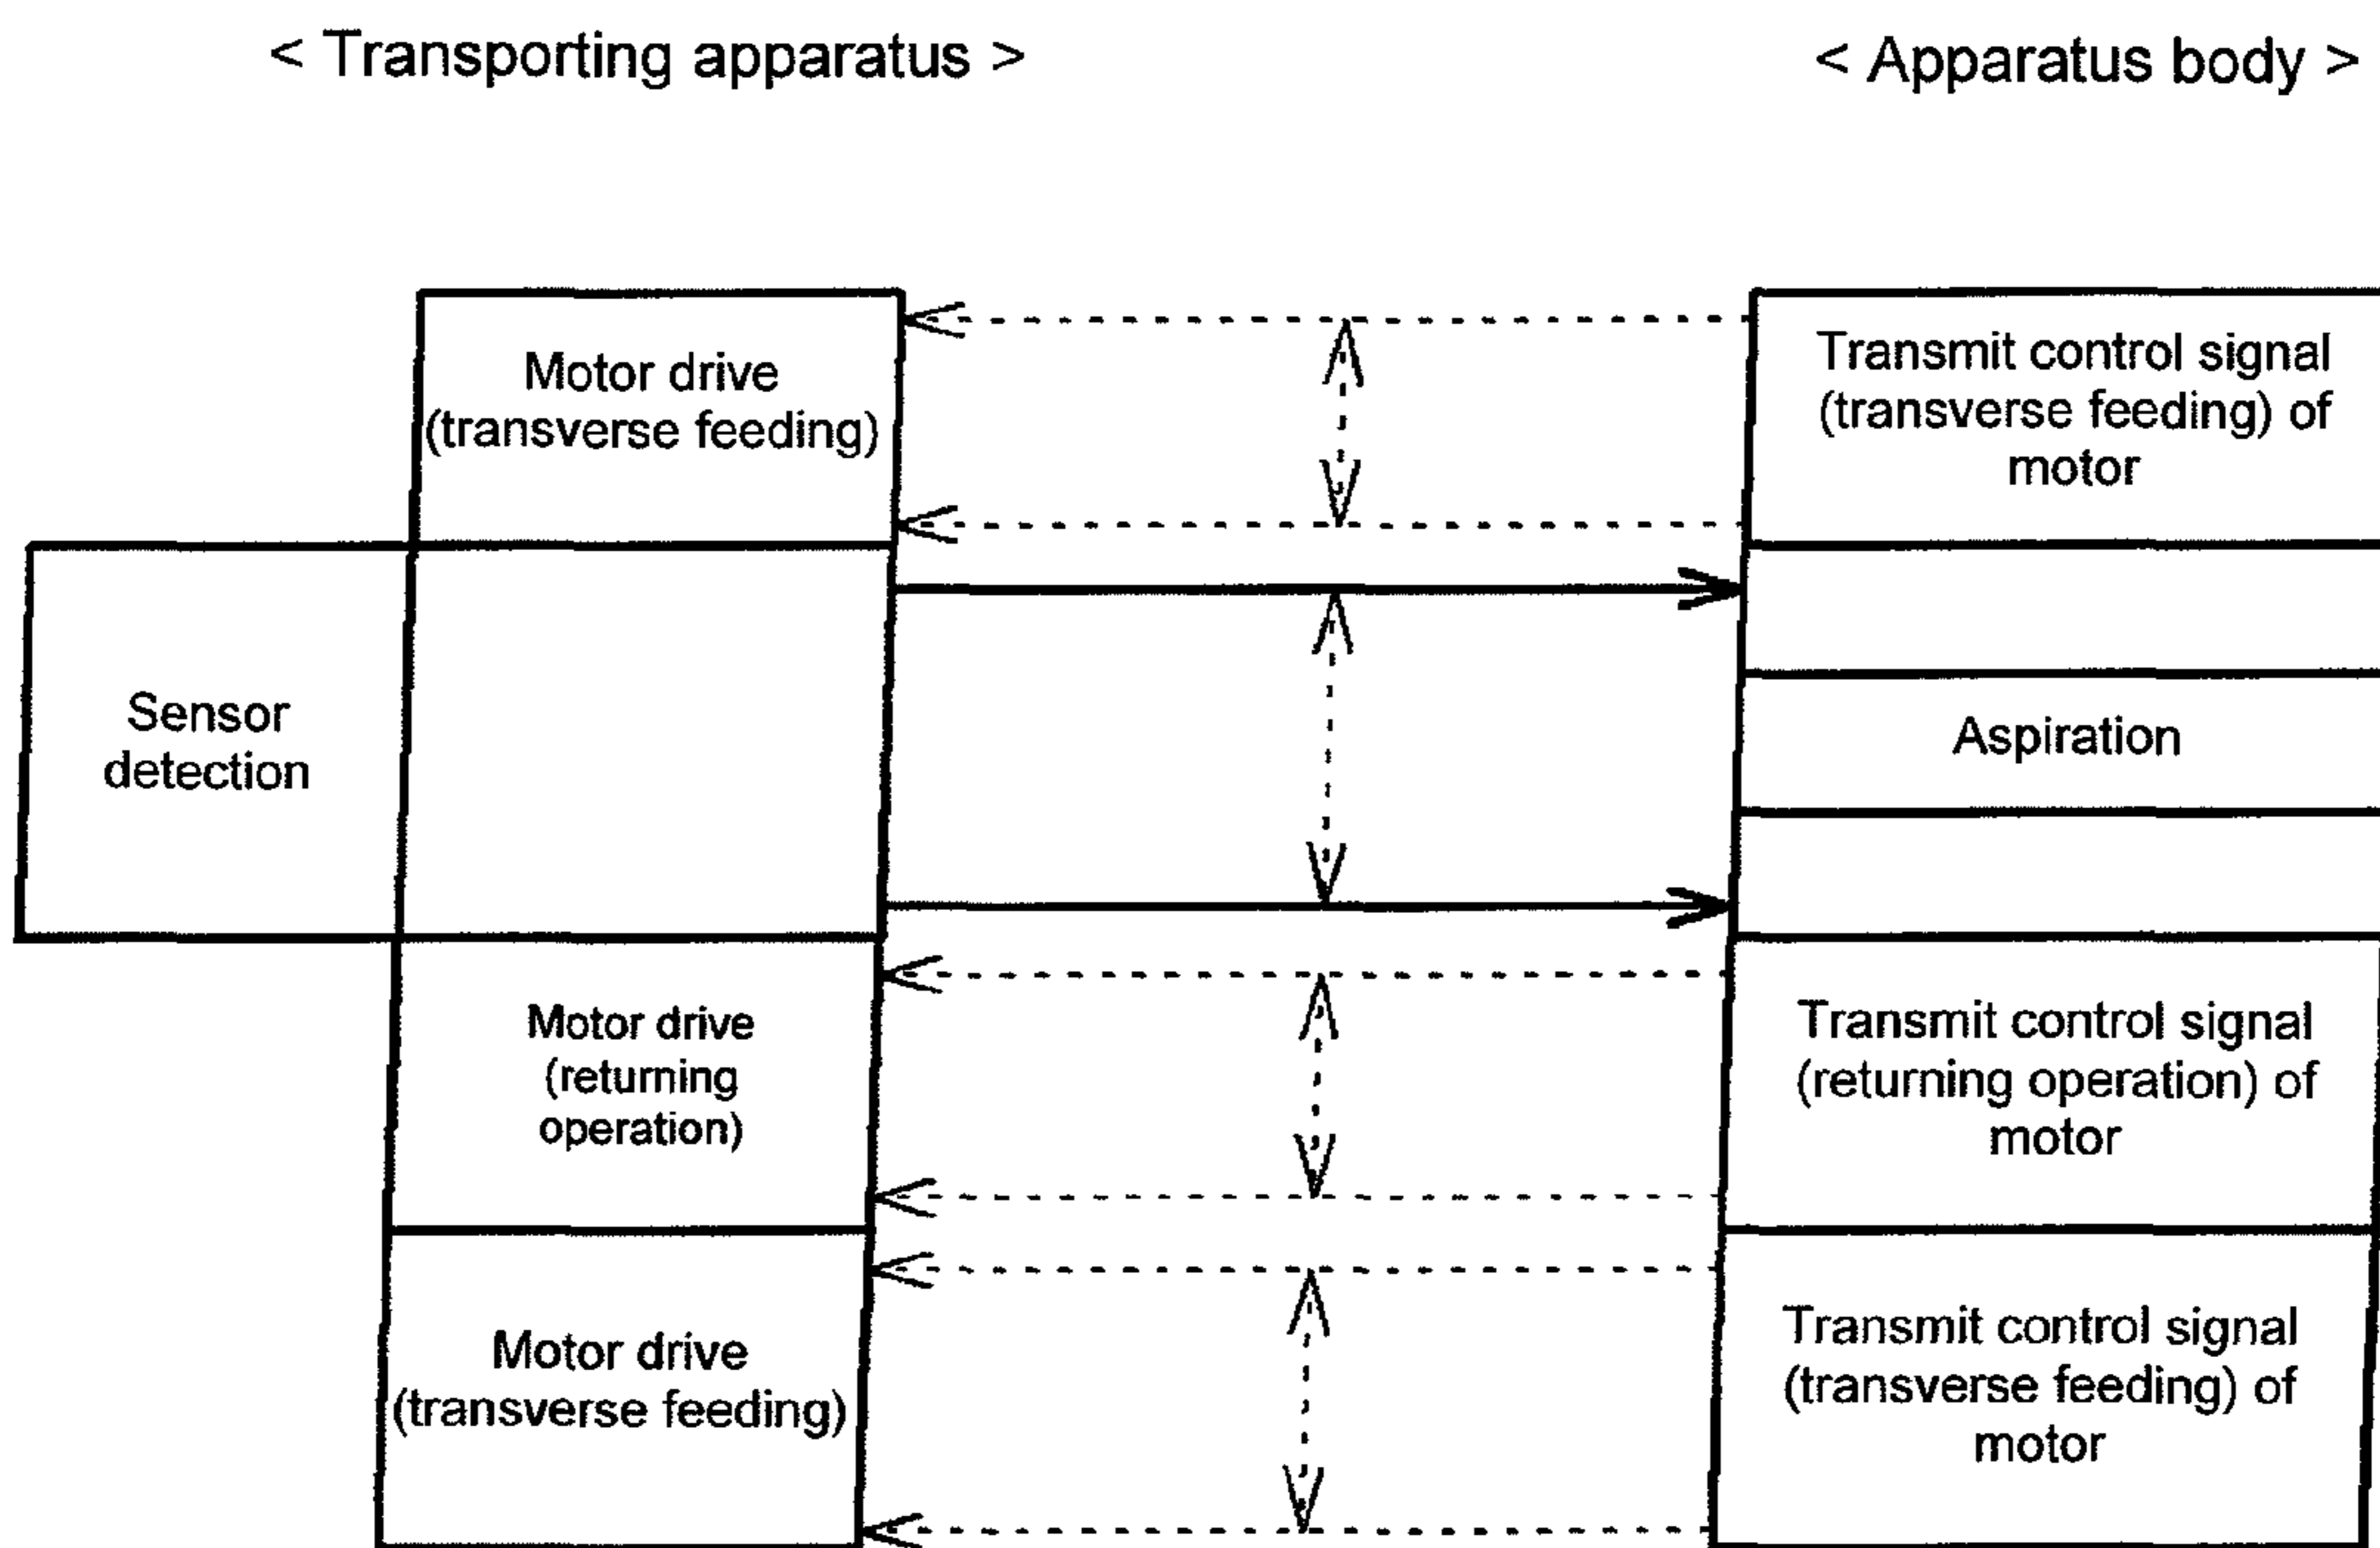 < Transporting apparatus >
< Apparatus body >
Motor drive
(transverse feeding)
Transmit control signal
(transverse feeding) of
motor
Sensor
detection
Aspiration
Motor drive
(returning
operation)
Transmit control signal
(returning operation) of
motor
Motor drive
(transverse feeding)
Transmit control signal
(transverse feeding) of
motor